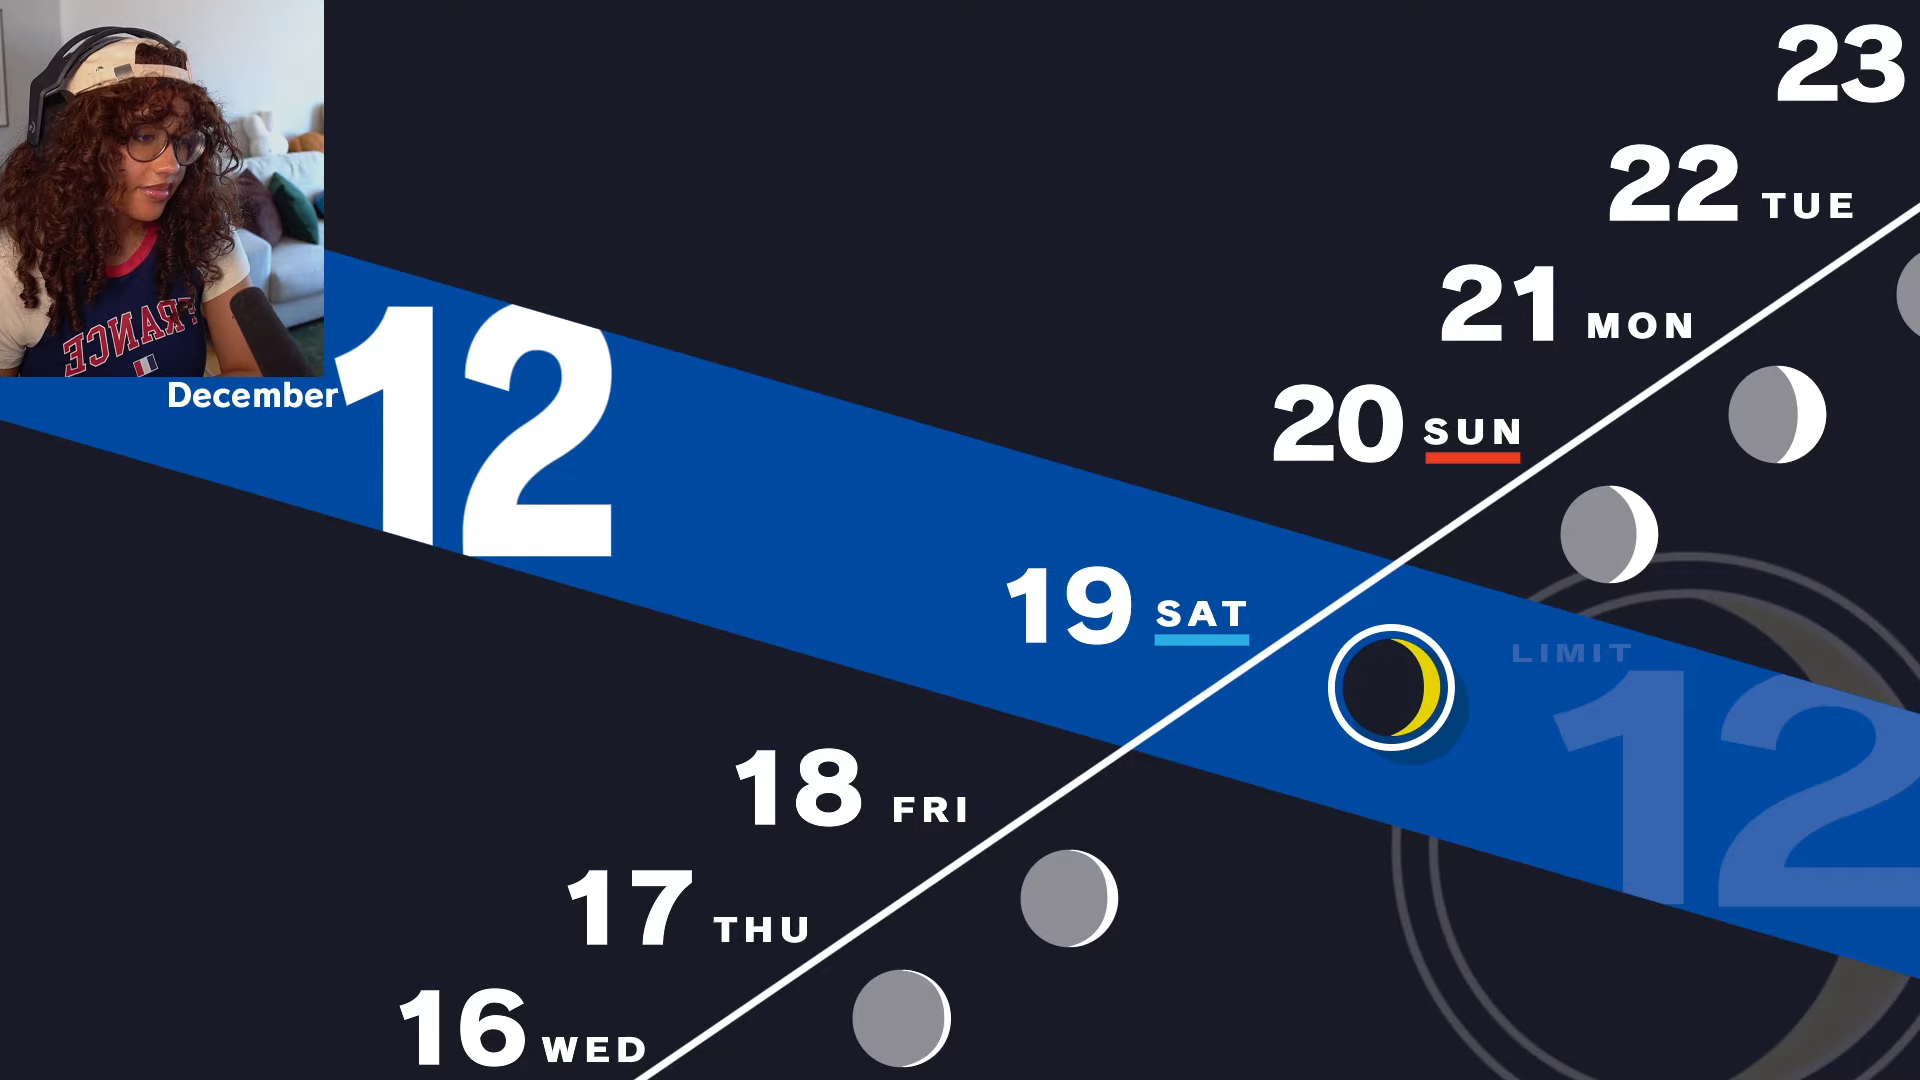 23
22 TUE
21 MON
20 SUN
FRANCE
December 12
19 SAT
LIMIT
12
18 FRI
17 THU
16 WED